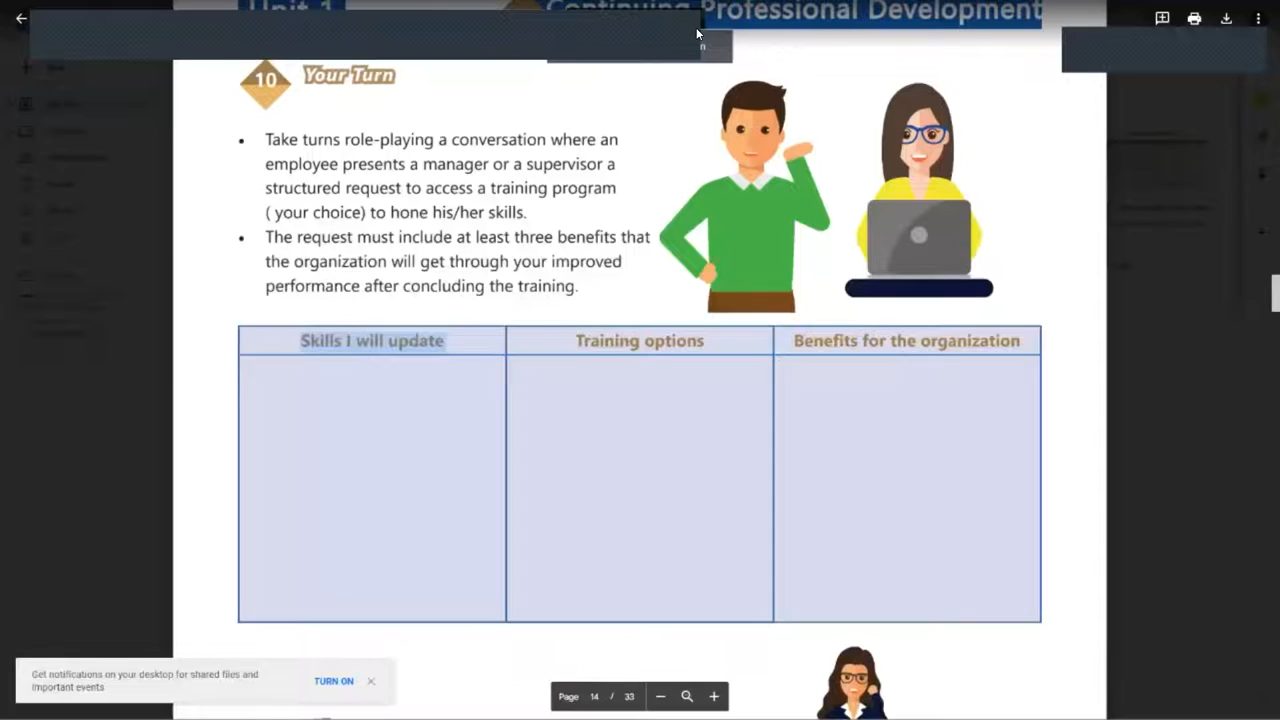 Unit 1
Continuing Professional Development
10
Your Turn
• Take turns role-playing a conversation where an
employee presents a manager or a supervisor a
structured request to access a training program
( your choice) to hone his/her skills.
• The request must include at least three benefits that
the organization will get through your improved
performance after concluding the training.
Skills I will update
Training options
Benefits for the organization
Get notifications on your desktop for shared files and
important events
TURN ON
Page 14 / 33